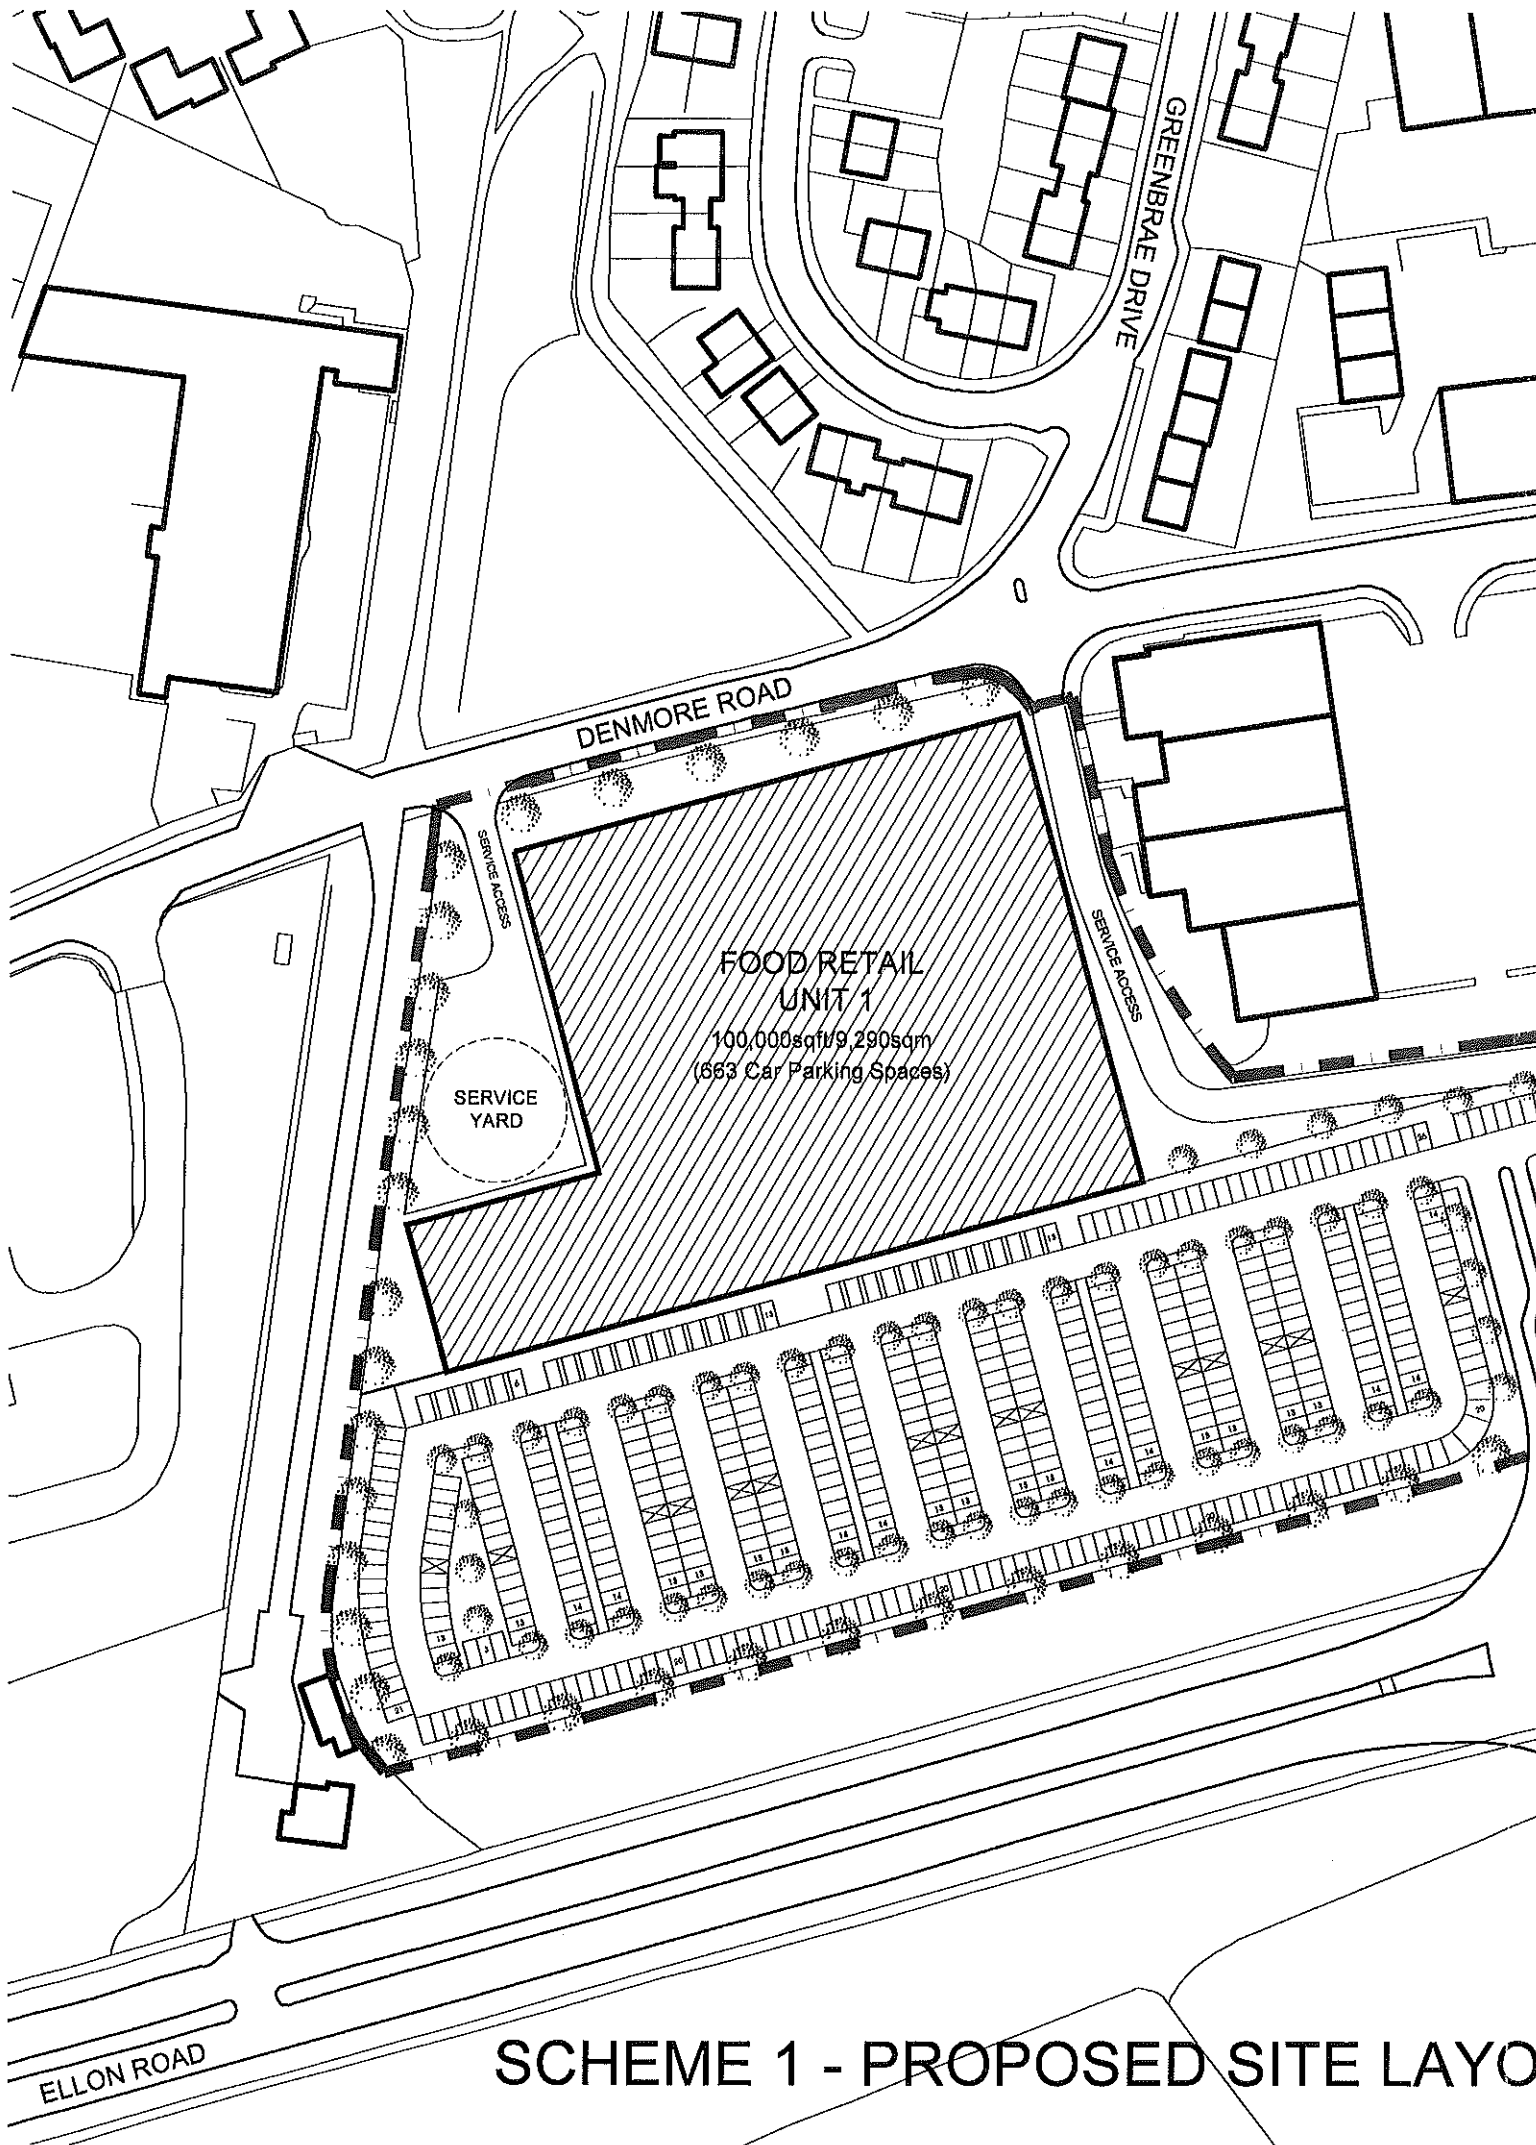 GREENBRAE DRIVE
DENMORE ROAD
SERVICE ACCESS
SERVICE ACCESS
FOOD RETAIL
UNIT 1
100,000sqft/9,290sqm
(663 Car Parking Spaces)
SERVICE
YARD
ELLON ROAD
SCHEME 1 - PROPOSED SITE LAYO